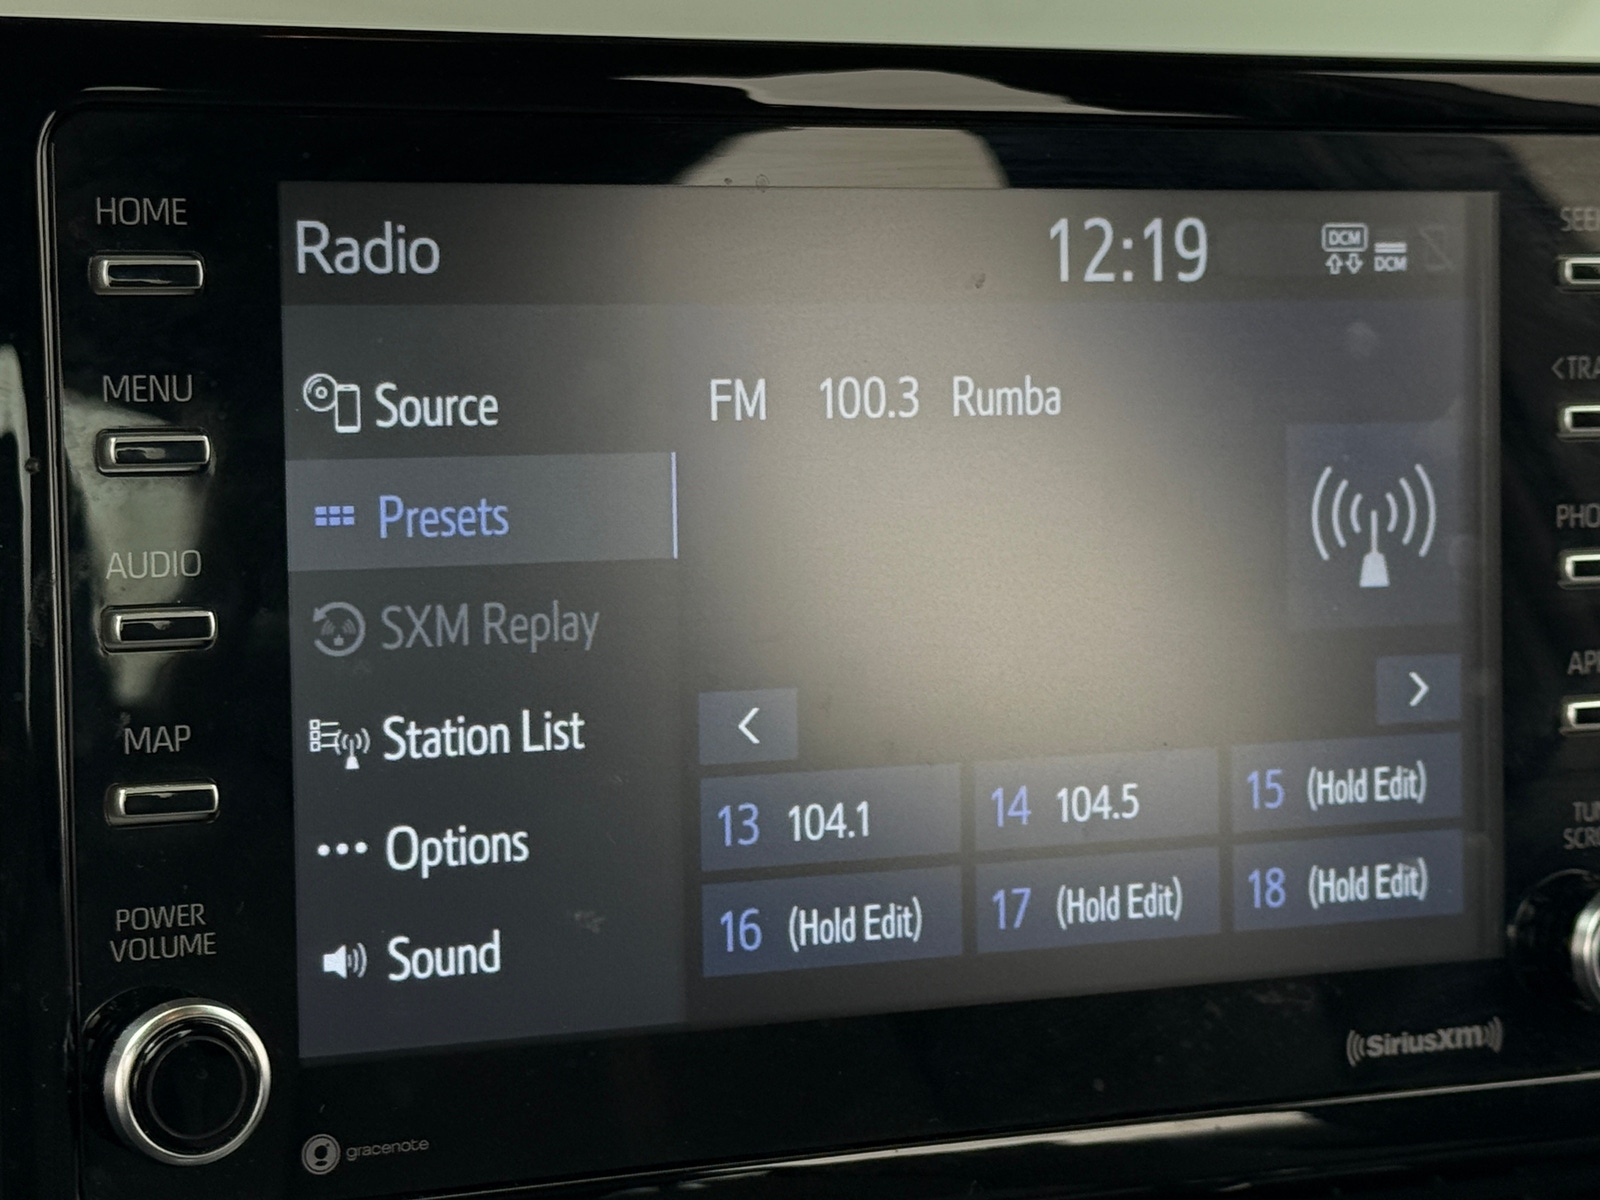 HOME
MENU
AUDIO
MAP
POWER
VOLUME
Radio
12:19
DCM
DCM
Source
Presets
SXM Replay
Station List
Options
Sound
FM 100.3 Rumba
<
>
13 104.1
14 104.5
15 (Hold Edit)
16 (Hold Edit)
17 (Hold Edit)
18 (Hold Edit)
SiriusXm
gracenote